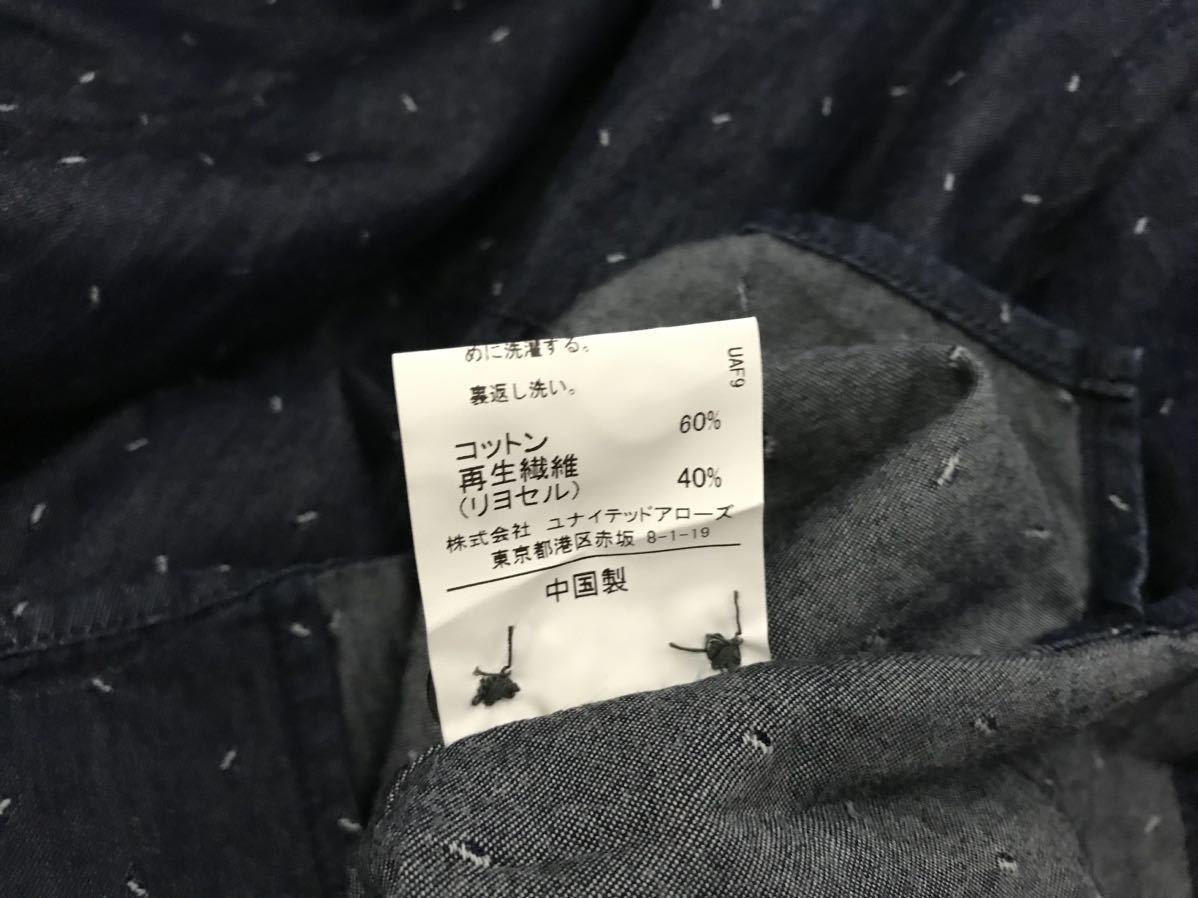 めに洗濯する。
裏返し洗い。
UAF9
コットン 60%
再生繊維
(リヨセル) 40%
株式会社 ユナイテッドアローズ
東京都港区赤坂 8-1-19
中国製